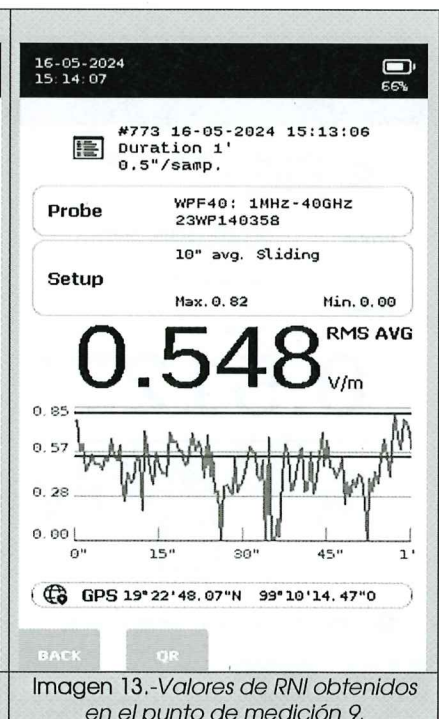 16-05-2024
15:14:07
66%
#773 16-05-2024 15:13:06
Duration 1'
0.5"/samp.
Probe
WPF40: 1MHz-40GHz
23WP140358
Setup
10" avg. Sliding
Max.0.82 Min.0.00
0.548 RMS AVG
V/m
0.85
0.57
0.28
0.00
0" 15" 30" 45" 1'
GPS 19°22'48.07"N 99°10'14.47"O
BACK QR
Imagen 13.-Valores de RNI obtenidos
en el punto de medición 9.